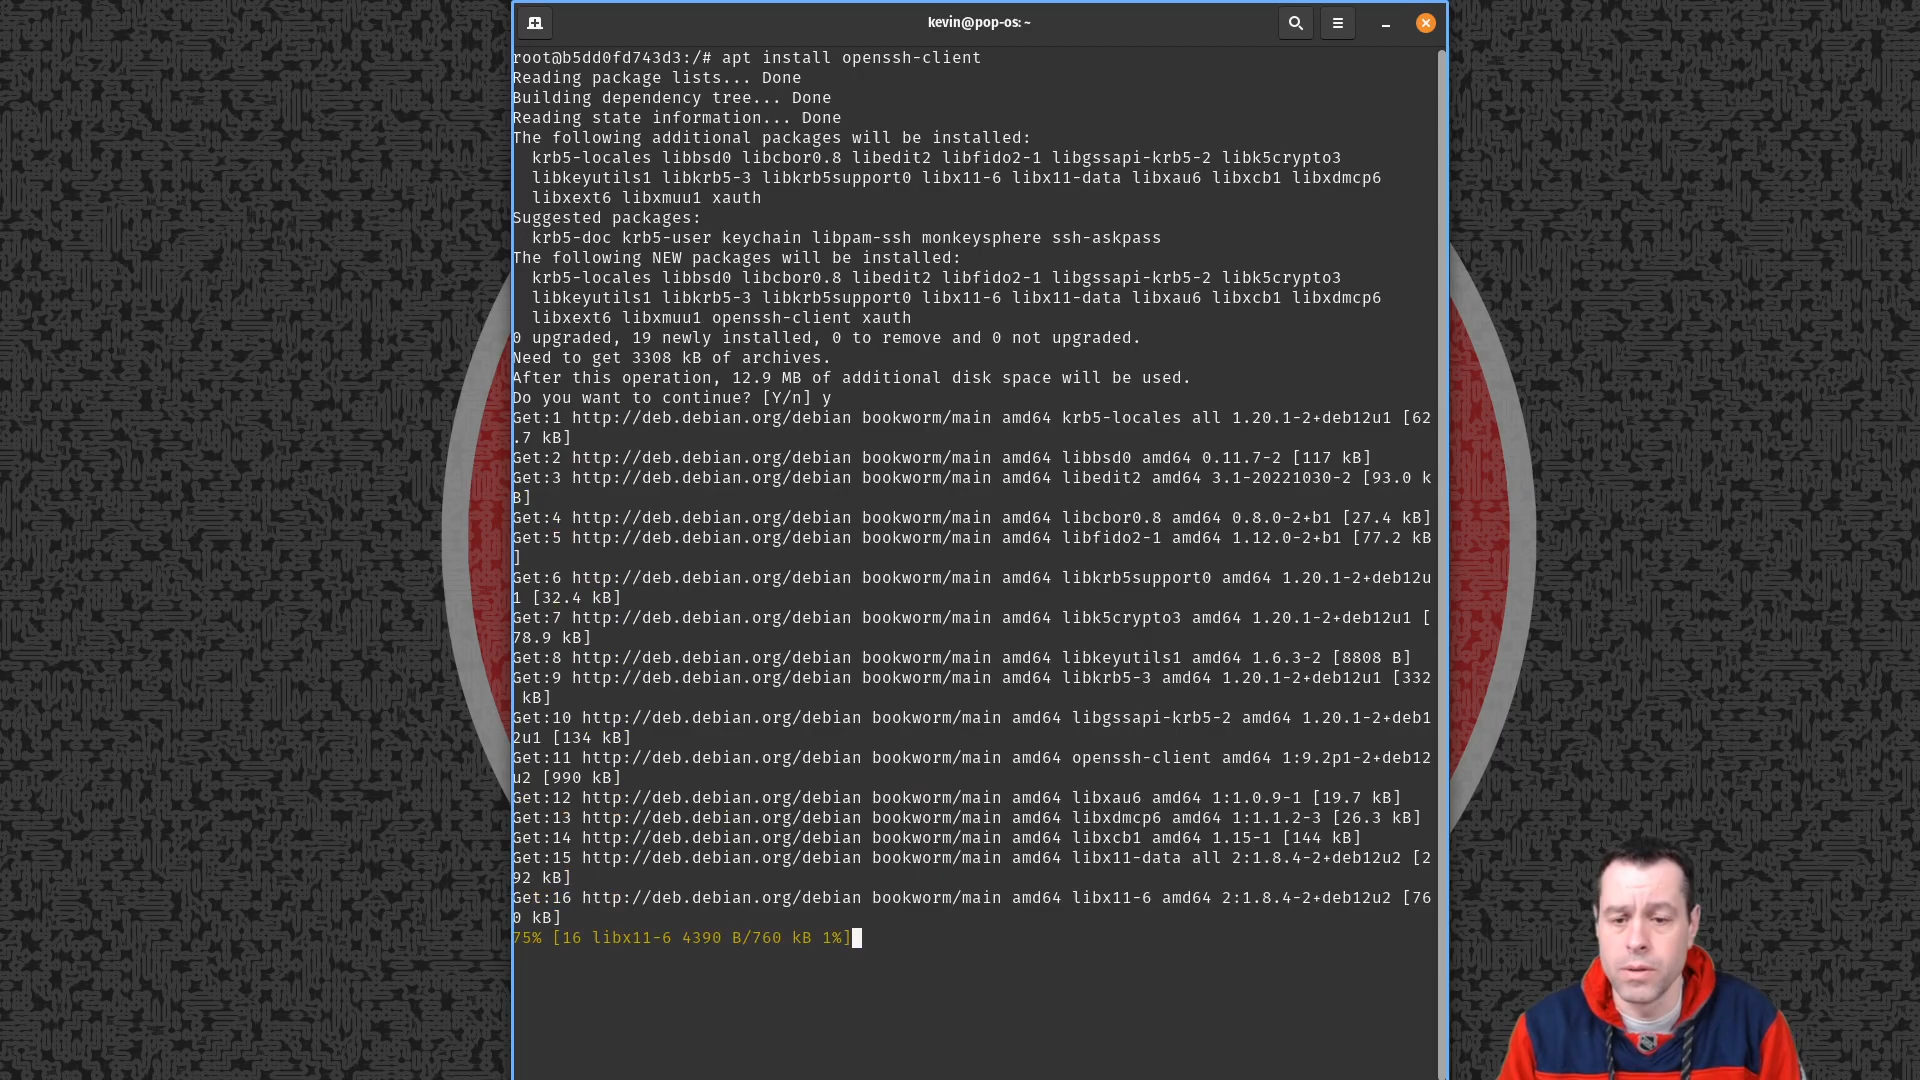 kevin@pop-os: ~
root@b5dd0fd743d3:/# apt install openssh-client
Reading package lists... Done
Building dependency tree... Done
Reading state information... Done
The following additional packages will be installed:
  krb5-locales libbsd0 libcbor0.8 libedit2 libfido2-1 libgssapi-krb5-2 libk5crypto3
  libkeyutils1 libkrb5-3 libkrb5support0 libx11-6 libx11-data libxau6 libxcb1 libxdmcp6
  libxext6 libxmuu1 xauth
Suggested packages:
  krb5-doc krb5-user keychain libpam-ssh monkeysphere ssh-askpass
The following NEW packages will be installed:
  krb5-locales libbsd0 libcbor0.8 libedit2 libfido2-1 libgssapi-krb5-2 libk5crypto3
  libkeyutils1 libkrb5-3 libkrb5support0 libx11-6 libx11-data libxau6 libxcb1 libxdmcp6
  libxext6 libxmuu1 openssh-client xauth
0 upgraded, 19 newly installed, 0 to remove and 0 not upgraded.
Need to get 3308 kB of archives.
After this operation, 12.9 MB of additional disk space will be used.
Do you want to continue? [Y/n] y
Get:1 http://deb.debian.org/debian bookworm/main amd64 krb5-locales all 1.20.1-2+deb12u1 [62
.7 kB]
Get:2 http://deb.debian.org/debian bookworm/main amd64 libbsd0 amd64 0.11.7-2 [117 kB]
Get:3 http://deb.debian.org/debian bookworm/main amd64 libedit2 amd64 3.1-20221030-2 [93.0 k
B]
Get:4 http://deb.debian.org/debian bookworm/main amd64 libcbor0.8 amd64 0.8.0-2+b1 [27.4 kB]
Get:5 http://deb.debian.org/debian bookworm/main amd64 libfido2-1 amd64 1.12.0-2+b1 [77.2 kB
]
Get:6 http://deb.debian.org/debian bookworm/main amd64 libkrb5support0 amd64 1.20.1-2+deb12u
1 [32.4 kB]
Get:7 http://deb.debian.org/debian bookworm/main amd64 libk5crypto3 amd64 1.20.1-2+deb12u1 [
78.9 kB]
Get:8 http://deb.debian.org/debian bookworm/main amd64 libkeyutils1 amd64 1.6.3-2 [8808 B]
Get:9 http://deb.debian.org/debian bookworm/main amd64 libkrb5-3 amd64 1.20.1-2+deb12u1 [332
 kB]
Get:10 http://deb.debian.org/debian bookworm/main amd64 libgssapi-krb5-2 amd64 1.20.1-2+deb1
2u1 [134 kB]
Get:11 http://deb.debian.org/debian bookworm/main amd64 openssh-client amd64 1:9.2p1-2+deb12
u2 [990 kB]
Get:12 http://deb.debian.org/debian bookworm/main amd64 libxau6 amd64 1:1.0.9-1 [19.7 kB]
Get:13 http://deb.debian.org/debian bookworm/main amd64 libxdmcp6 amd64 1:1.1.2-3 [26.3 kB]
Get:14 http://deb.debian.org/debian bookworm/main amd64 libxcb1 amd64 1.15-1 [144 kB]
Get:15 http://deb.debian.org/debian bookworm/main amd64 libx11-data all 2:1.8.4-2+deb12u2 [2
92 kB]
Get:16 http://deb.debian.org/debian bookworm/main amd64 libx11-6 amd64 2:1.8.4-2+deb12u2 [76
0 kB]
75% [16 libx11-6 4390 B/760 kB 1%]